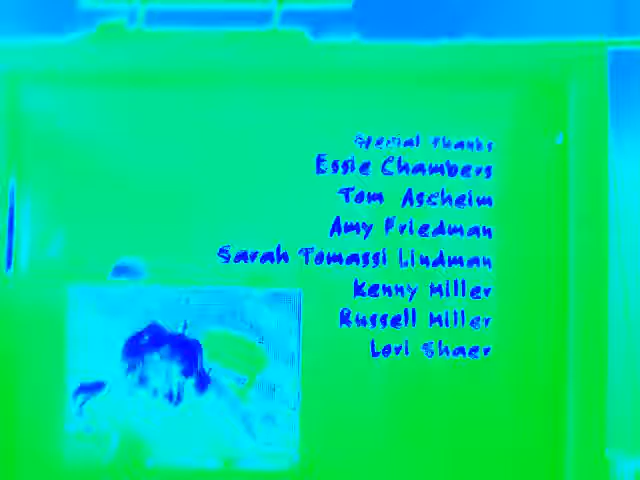 Special Thanks
Essie Chambers
Tom Ascheim
Amy Friedman
Sarah Tomassi Lindman
Kenny Miller
Russell Miller
Lori Shaer